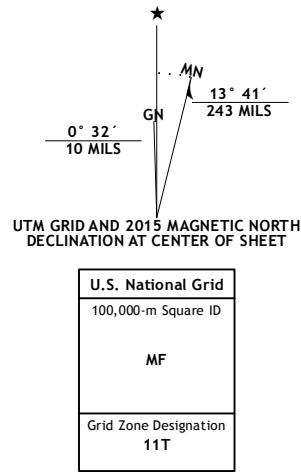 MN
GN
13° 41´
243 MILS
0° 32´
10 MILS
UTM GRID AND 2015 MAGNETIC NORTH
DECLINATION AT CENTER OF SHEET
U.S. National Grid
100,000-m Square ID
MF
Grid Zone Designation
11T